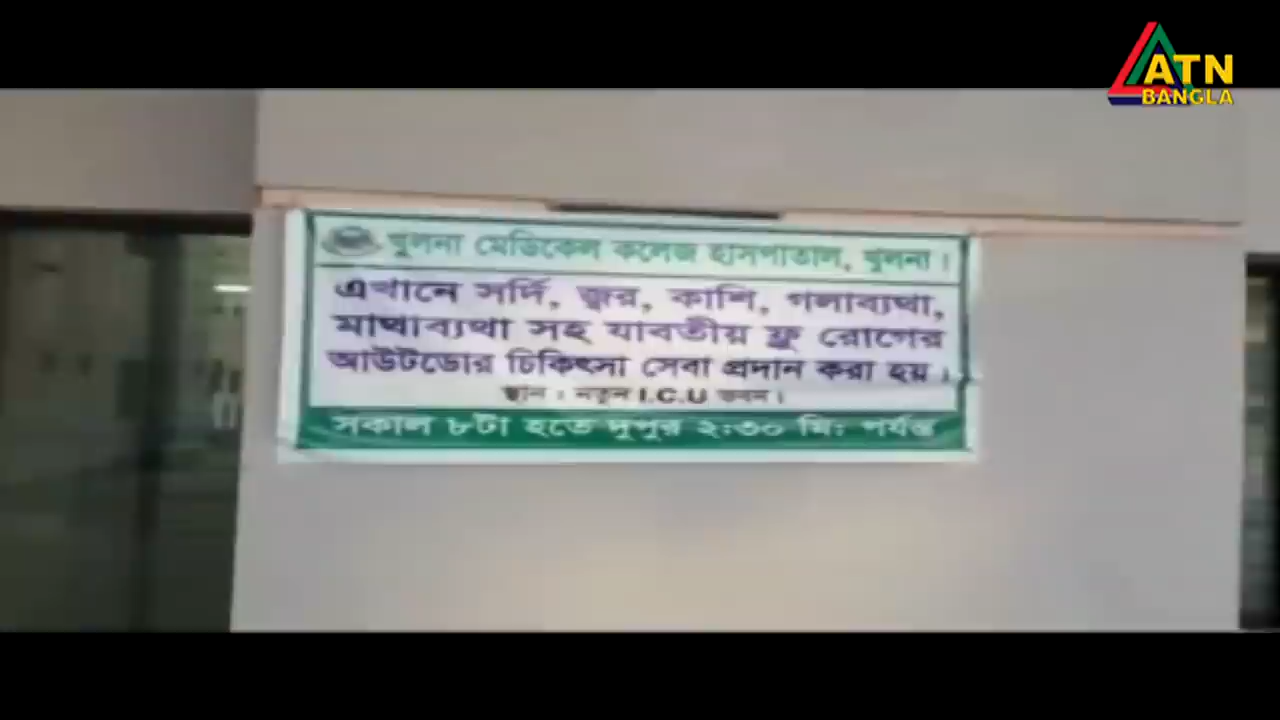 ATN
BANGLA
খুলনা মেডিকেল কলেজ হাসপাতাল, খুলনা।
এখানে সর্দি, জ্বর, কাশি, গলাব্যথা,
মাথাব্যথা সহ যাবতীয় ফ্লু রোগের
আউটডোর চিকিৎসা সেবা প্রদান করা হয়।
স্থান : নতুন I.C.U ভবন।
সকাল ৮টা হতে দুপুর ২:৩০ মি: পর্যন্ত